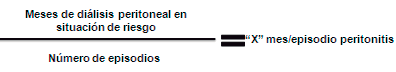 Meses de diálisis peritoneal en
situación de riesgo
“X” mes/episodio peritonitis
Número de episodios